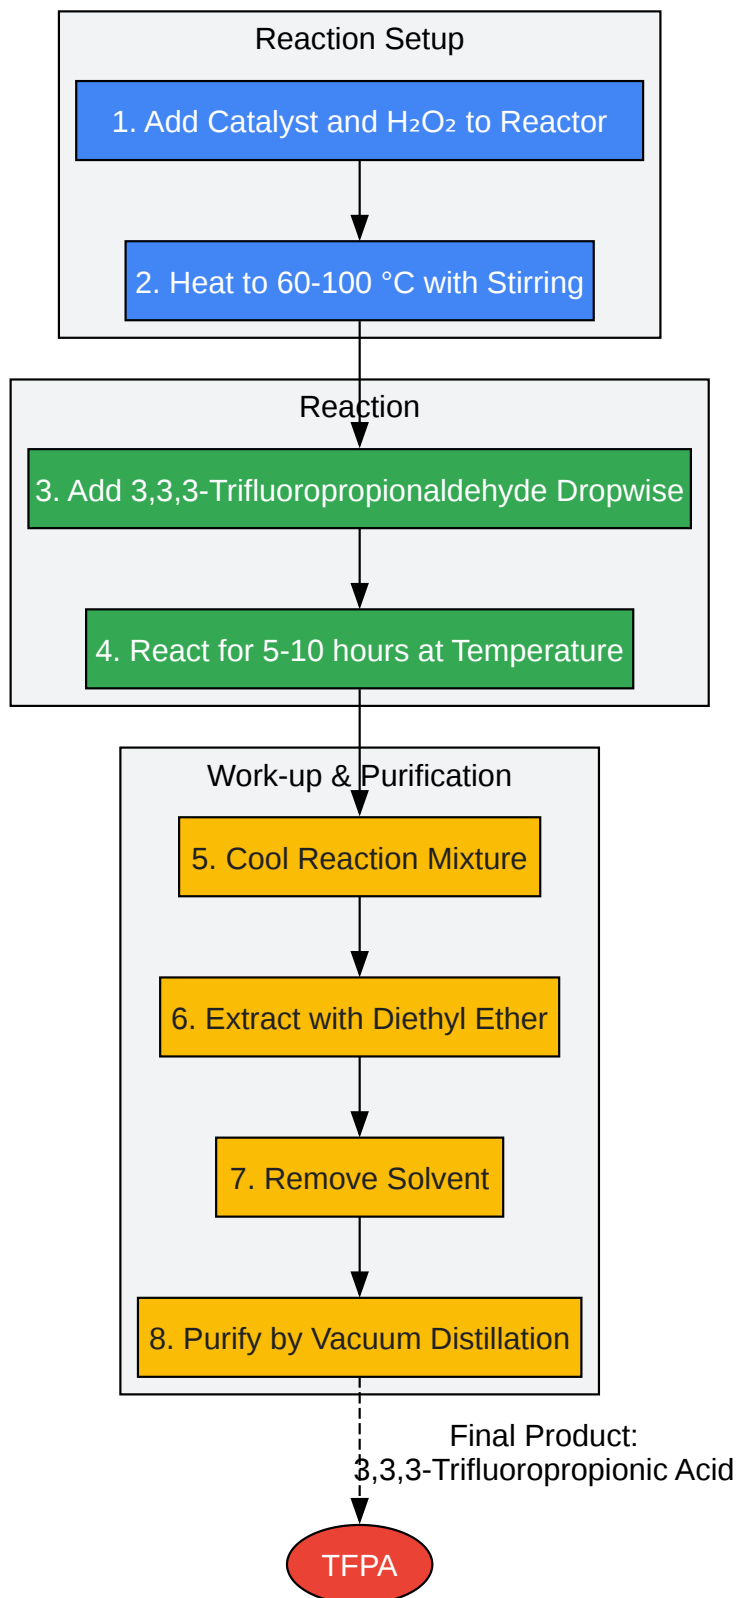 Reaction Setup
1. Add Catalyst and H₂O₂ to Reactor
2. Heat to 60-100 °C with Stirring
Reaction
3. Add 3,3,3-Trifluoropropionaldehyde Dropwise
4. React for 5-10 hours at Temperature
Work-up & Purification
5. Cool Reaction Mixture
6. Extract with Diethyl Ether
7. Remove Solvent
8. Purify by Vacuum Distillation
Final Product:
3,3,3-Trifluoropropionic Acid
TFPA